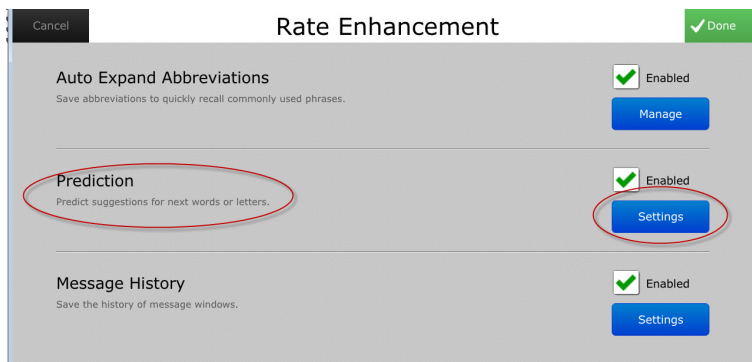 Cancel
Rate Enhancement
Done
Auto Expand Abbreviations
Enabled
Save abbreviations to quickly recall commonly used phrases.
Manage
Prediction
Enabled
Predict suggestions for next words or letters.
Settings
Message History
Enabled
Save the history of message windows.
Settings